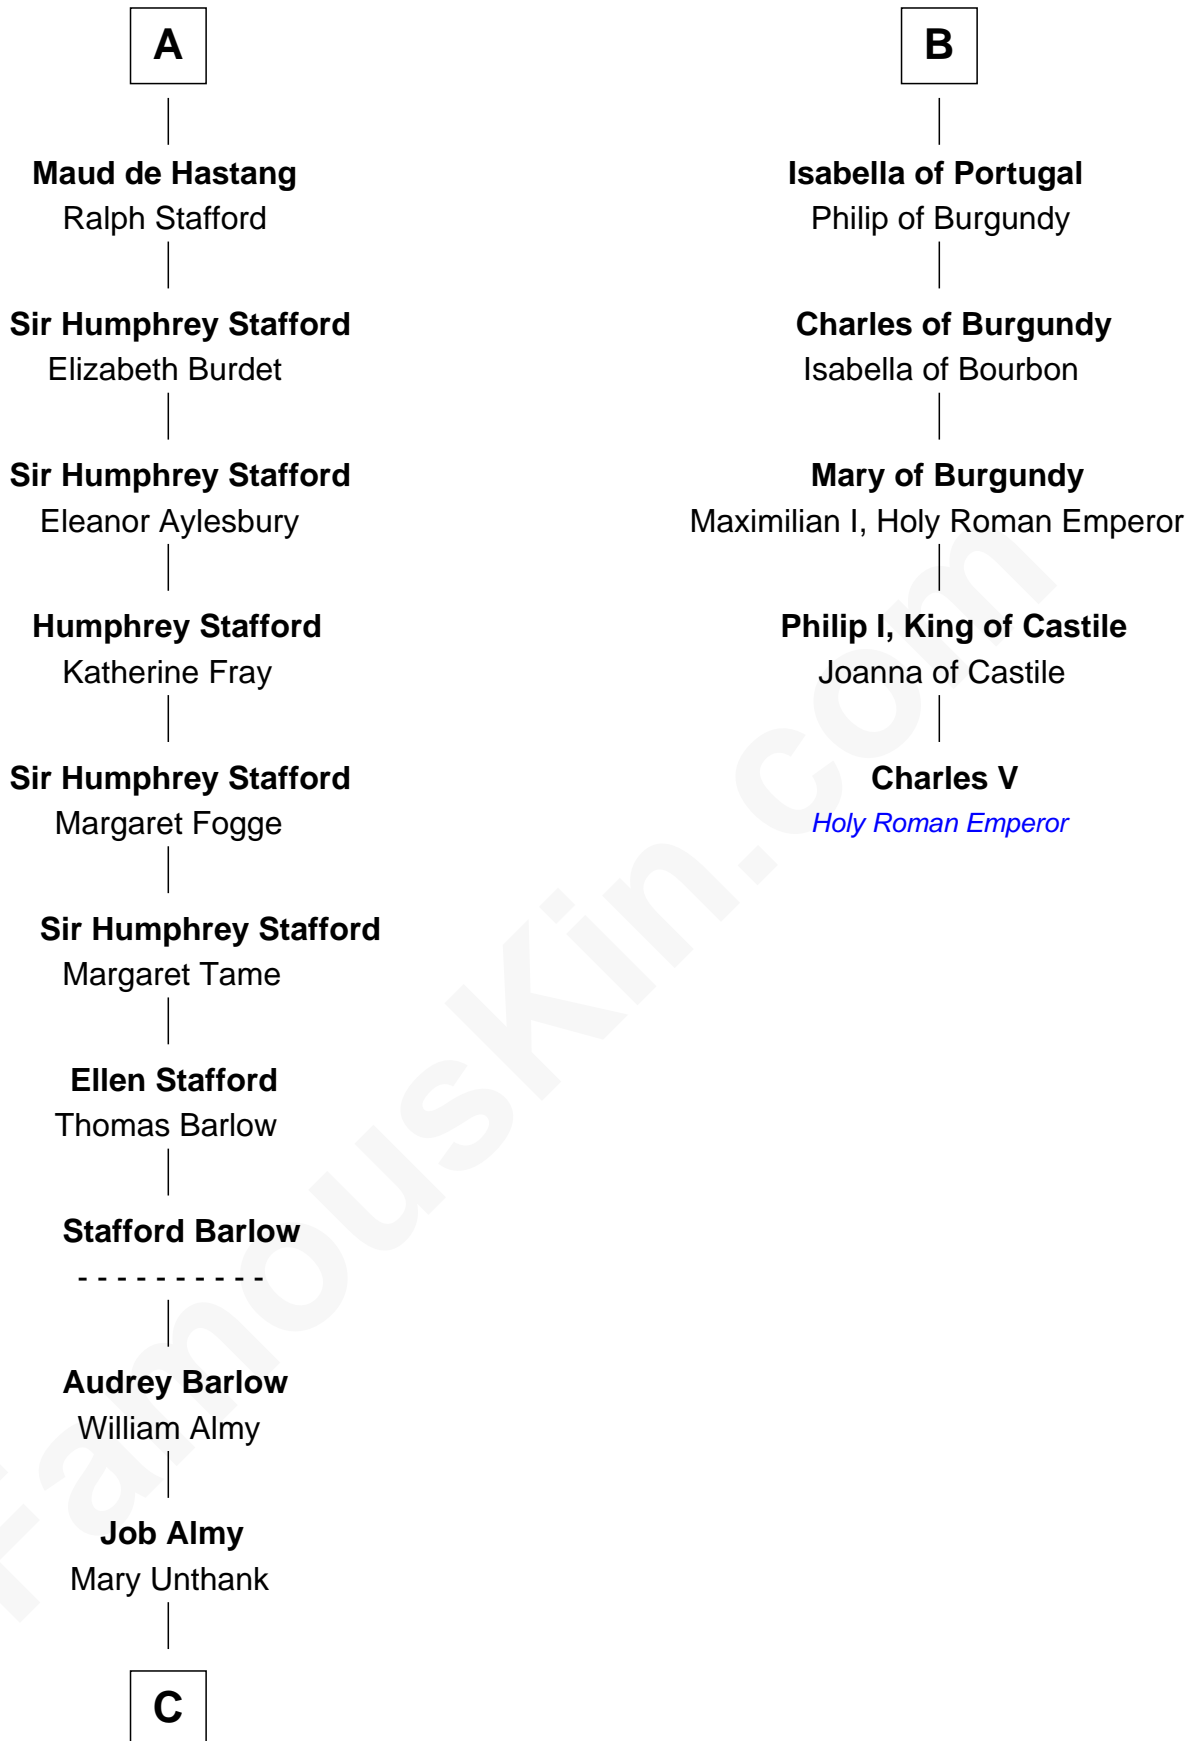 A
Maud de Hastang
Ralph Stafford
Sir Humphrey Stafford
Elizabeth Burdet
Sir Humphrey Stafford
Eleanor Aylesbury
Humphrey Stafford
Katherine Fray
Sir Humphrey Stafford
Margaret Fogge
Sir Humphrey Stafford
Margaret Tame
Ellen Stafford
Thomas Barlow
Stafford Barlow
- - - - - - - - - -
Audrey Barlow
William Almy
Job Almy
Mary Unthank
C
B
Isabella of Portugal
Philip of Burgundy
Charles of Burgundy
Isabella of Bourbon
Mary of Burgundy
Maximilian I, Holy Roman Emperor
Philip I, King of Castile
Joanna of Castile
Charles V
Holy Roman Emperor
FamousKin.com